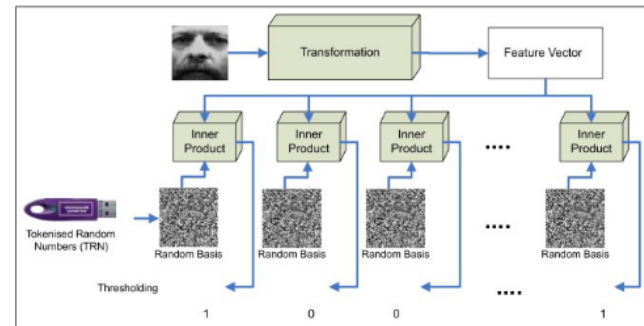 Transformation
Feature Vector
Inner
Product
Inner
Product
Inner
Product
....
Inner
Product
Tokenised Random
Numbers (TRN)
....
Random Basis
Random Basis
Random Basis
Random Basis
Thresholding
....
1
0
0
1